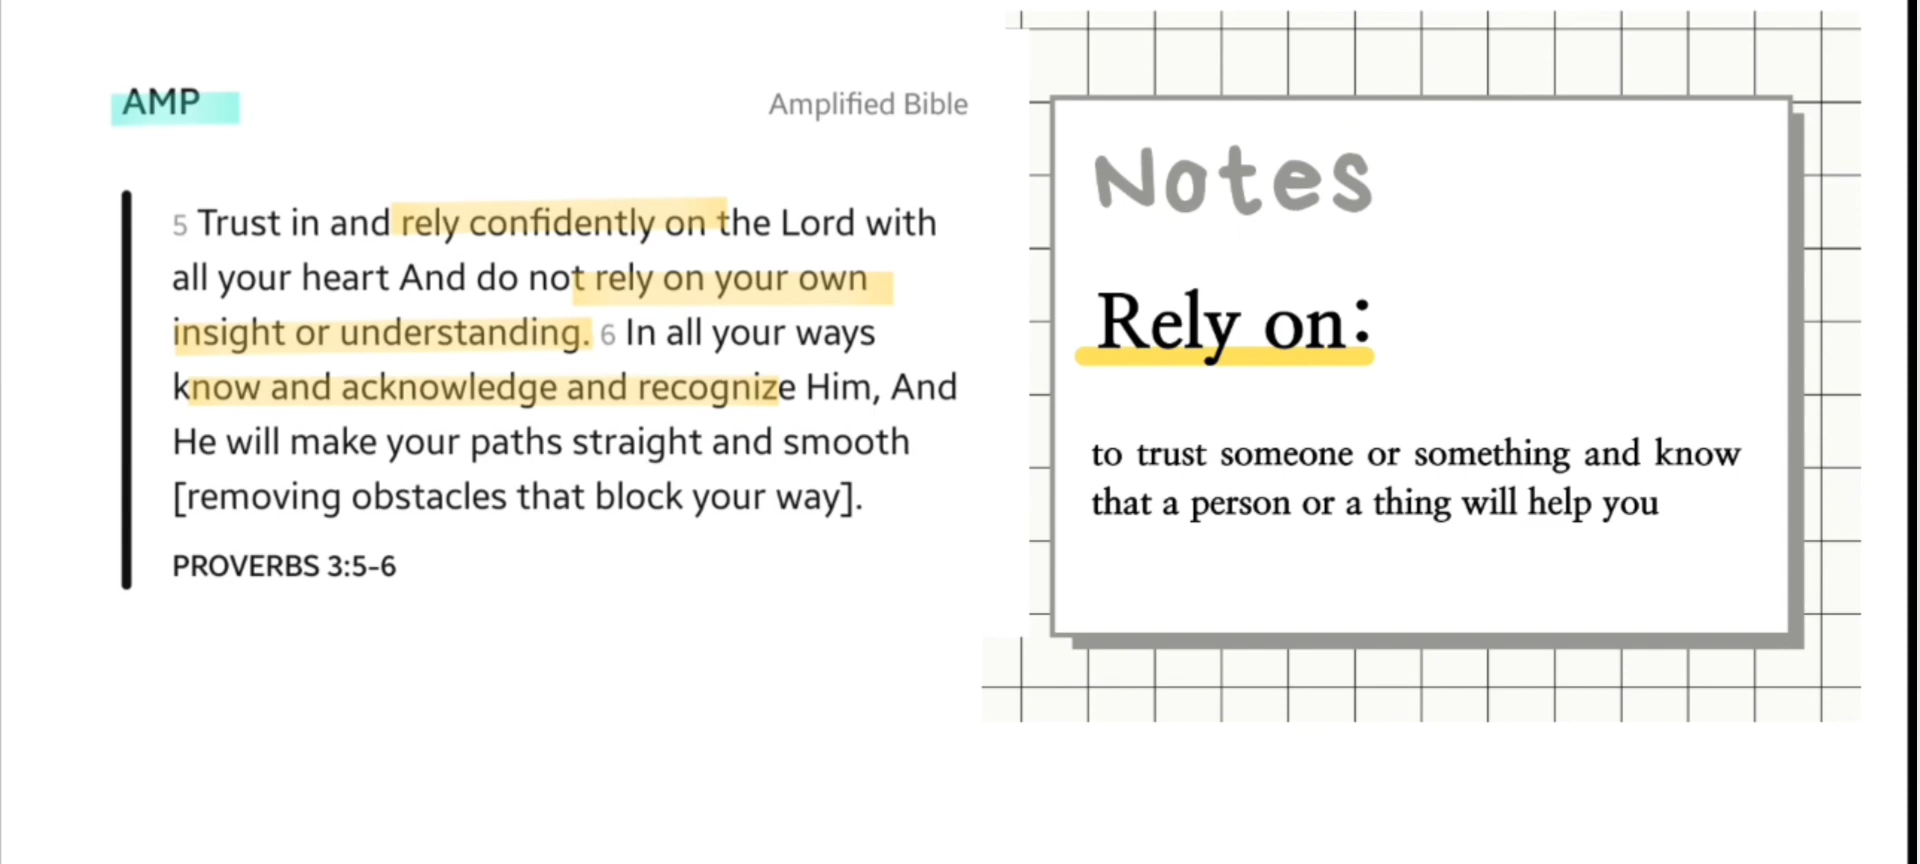 AMP
Amplified Bible
5 Trust in and rely confidently on the Lord with
all your heart And do not rely on your own
insight or understanding. 6 In all your ways
know and acknowledge and recognize Him, And
He will make your paths straight and smooth
[removing obstacles that block your way].
PROVERBS 3:5-6
Notes
Rely on:
to trust someone or something and know
that a person or a thing will help you